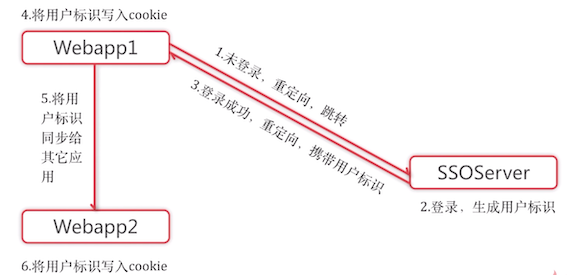 4.将用户标识写入cookie
Webapp1
1.未登录，重定向，跳转
3.登录成功，重定向，携带用户标识
5.将用
户标识
同步给
其它应
用
SSOServer
2.登录，生成用户标识
Webapp2
6.将用户标识写入cookie